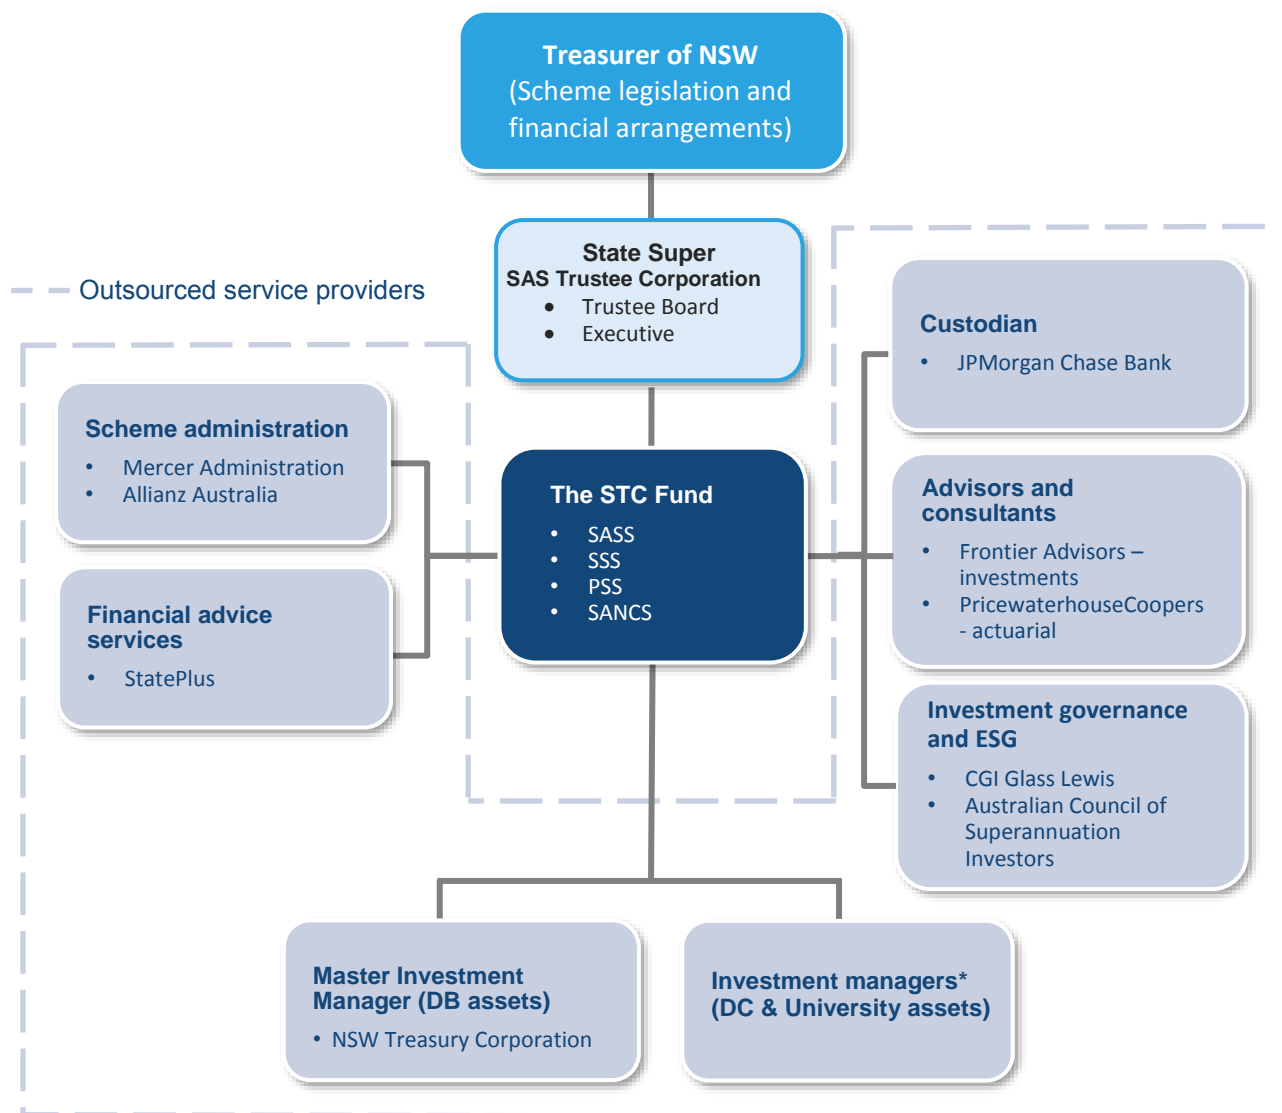 Treasurer of NSW
(Scheme legislation and
financial arrangements)
State Super
SAS Trustee Corporation
• Trustee Board
• Executive
Outsourced service providers
Scheme administration
• Mercer Administration
• Allianz Australia
Financial advice
services
• StatePlus
The STC Fund
• SASS
• SSS
• PSS
• SANCS
Custodian
• JPMorgan Chase Bank
Advisors and
consultants
• Frontier Advisors –
investments
• PricewaterhouseCoopers
- actuarial
Investment governance
and ESG
• CGI Glass Lewis
• Australian Council of
Superannuation
Investors
Master Investment
Manager (DB assets)
• NSW Treasury Corporation
Investment managers*
(DC & University assets)